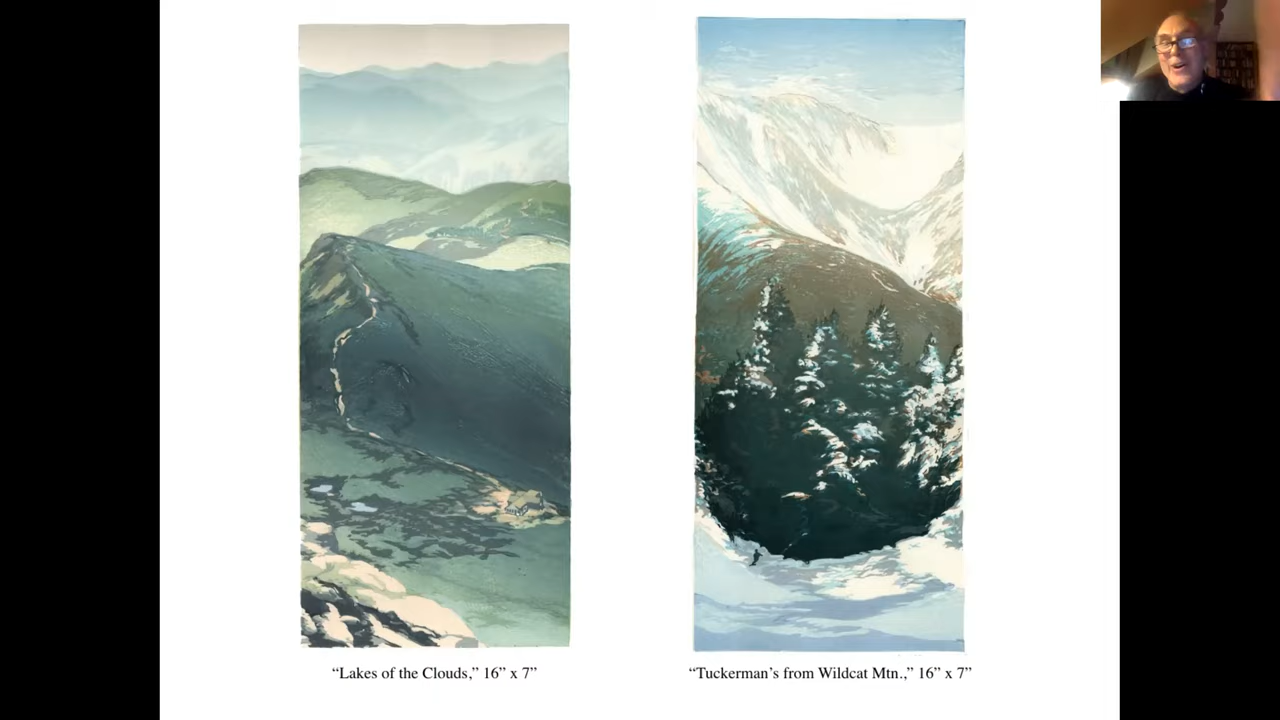 “Lakes of the Clouds,” 16” x 7”
“Tuckerman’s from Wildcat Mtn.,” 16” x 7”